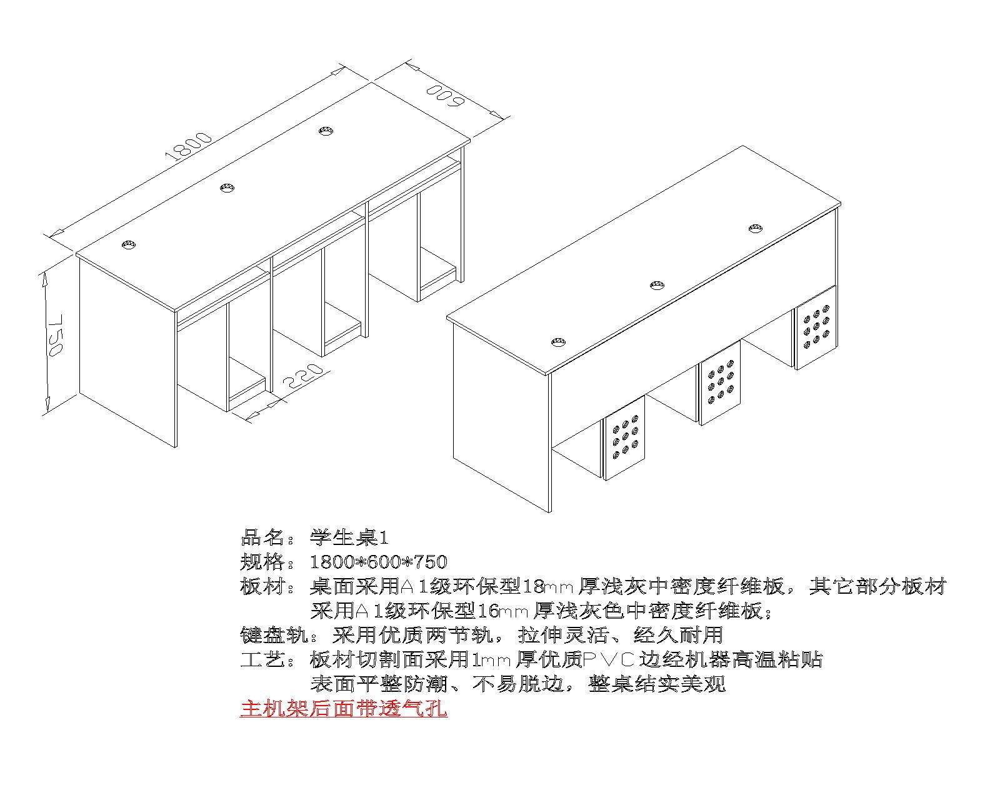 1800
600
750
220
品名：学生桌1
规格：1800*600*750
板材：桌面采用A1级环保型18mm厚浅灰中密度纤维板，其它部分板材
采用A1级环保型16mm厚浅灰色中密度纤维板；
键盘轨：采用优质两节轨，拉伸灵活、经久耐用
工艺：板材切割面采用1mm厚优质PVC边经机器高温粘贴
表面平整防潮、不易脱边，整桌结实美观
主机架后面带透气孔